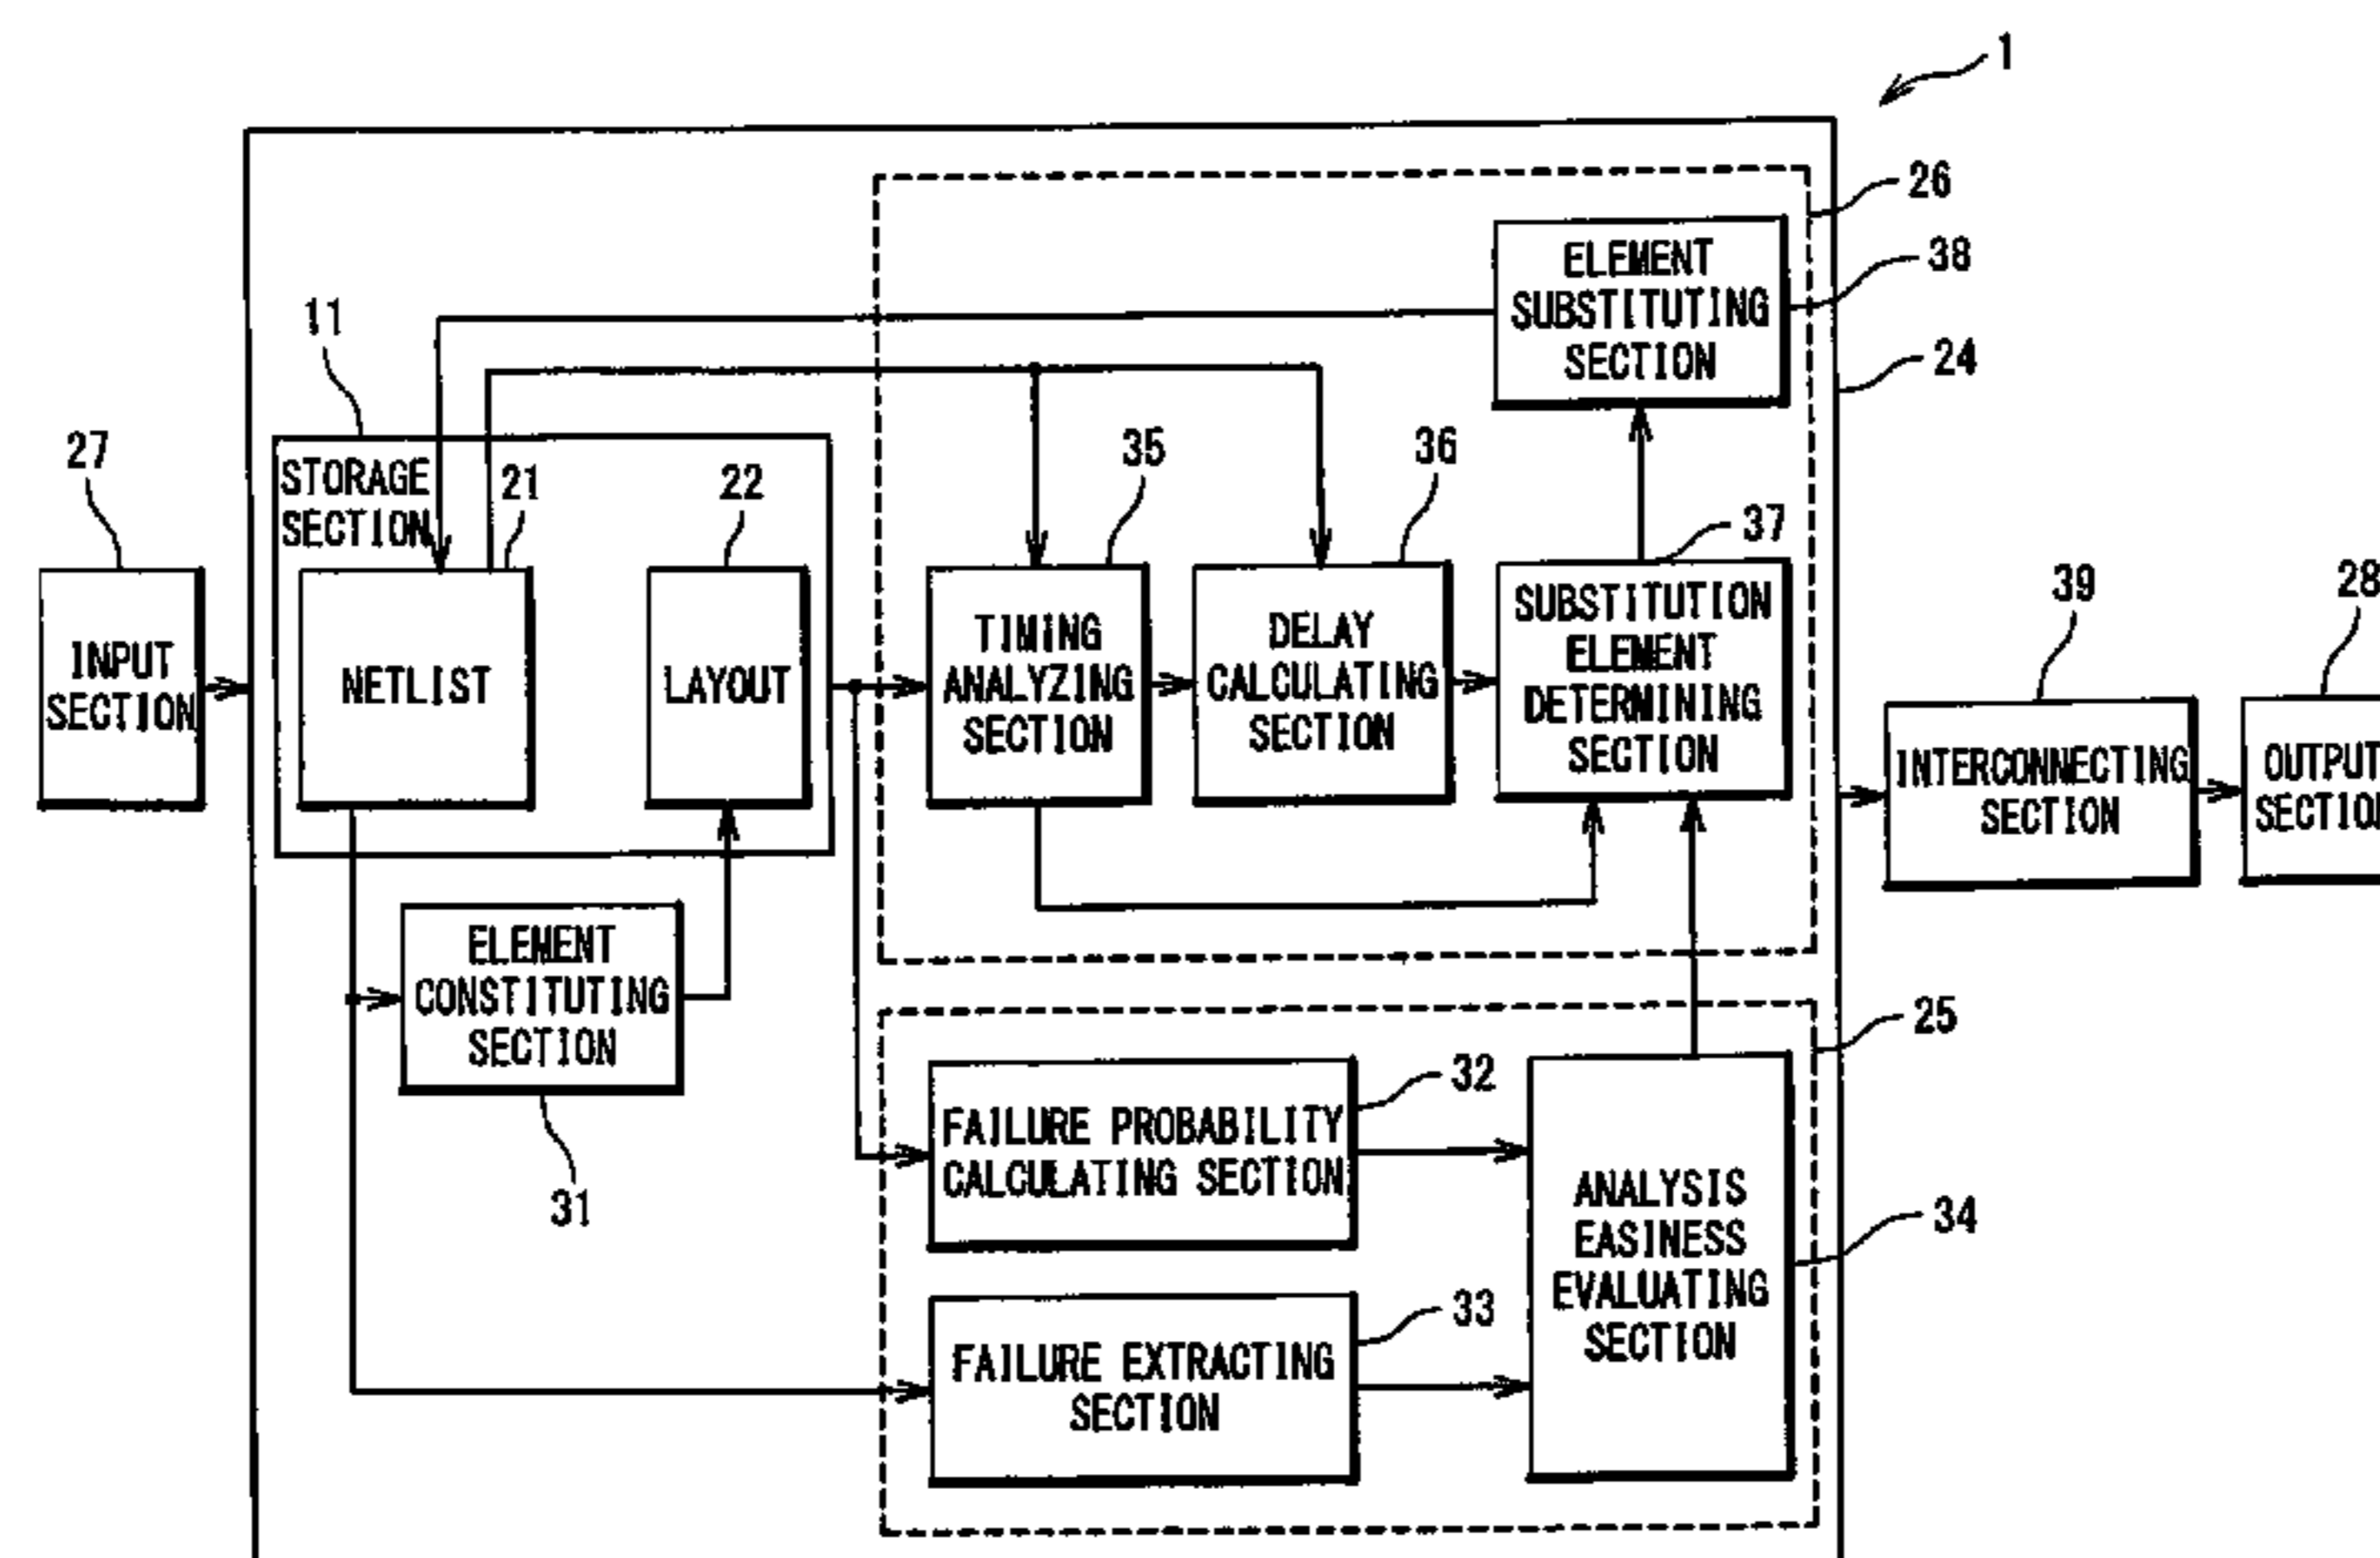 1
26
ELEMENT
SUBSTITUTING
SECTION
38
24
11
27
STORAGE
SECTION
21
22
35
36
37
INPUT
SECTION
NETLIST
LAYOUT
TIMING
ANALYZING
SECTION
DELAY
CALCULATING
SECTION
SUBSTITUTION
ELEMENT
DETERMINING
SECTION
39
28
INTERCONNECTING
SECTION
OUTPUT
SECTION
ELEMENT
CONSTITUTING
SECTION
31
25
32
FAILURE PROBABILITY
CALCULATING SECTION
33
FAILURE EXTRACTING
SECTION
ANALYSIS
EASINESS
EVALUATING
SECTION
34